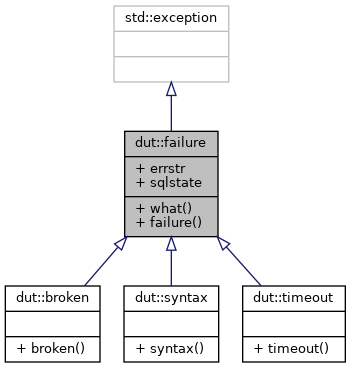 std::exception
dut::failure
+ errstr
+ sqlstate
+ what()
+ failure()
dut::broken
+ broken()
dut::syntax
+ syntax()
dut::timeout
+ timeout()